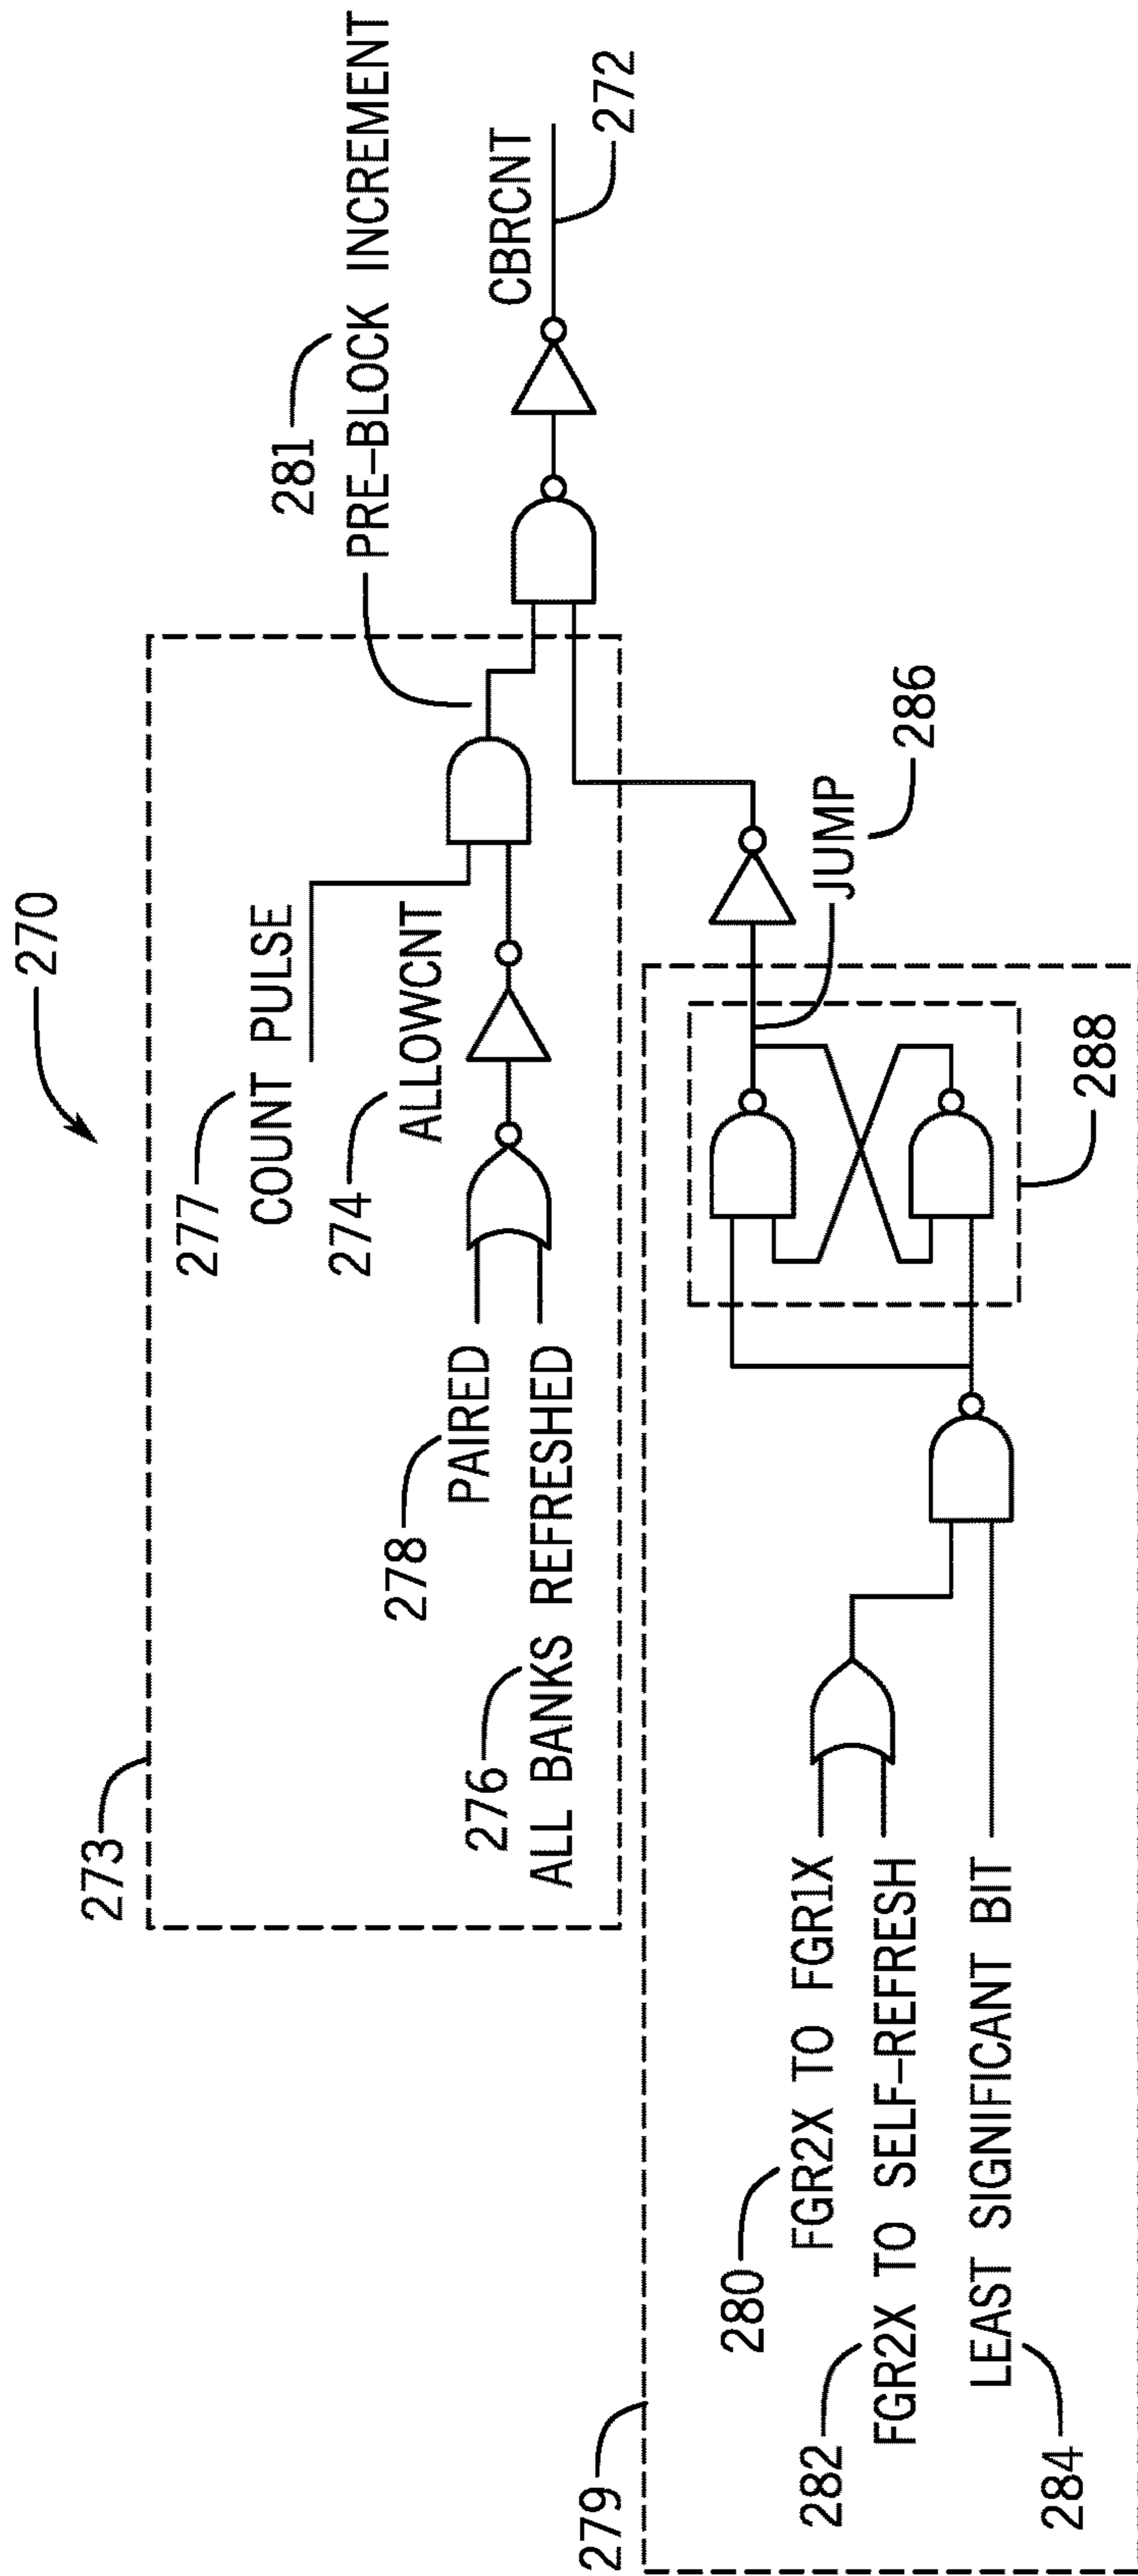 270
273
277
COUNT PULSE
274
ALLOWCNT
278
PAIRED
276
ALL BANKS REFRESHED
281
PRE-BLOCK INCREMENT
CBRCNT
272
279
280
FGR2X TO FGR1X
282
FGR2X TO SELF-REFRESH
LEAST SIGNIFICANT BIT
284
JUMP
286
288